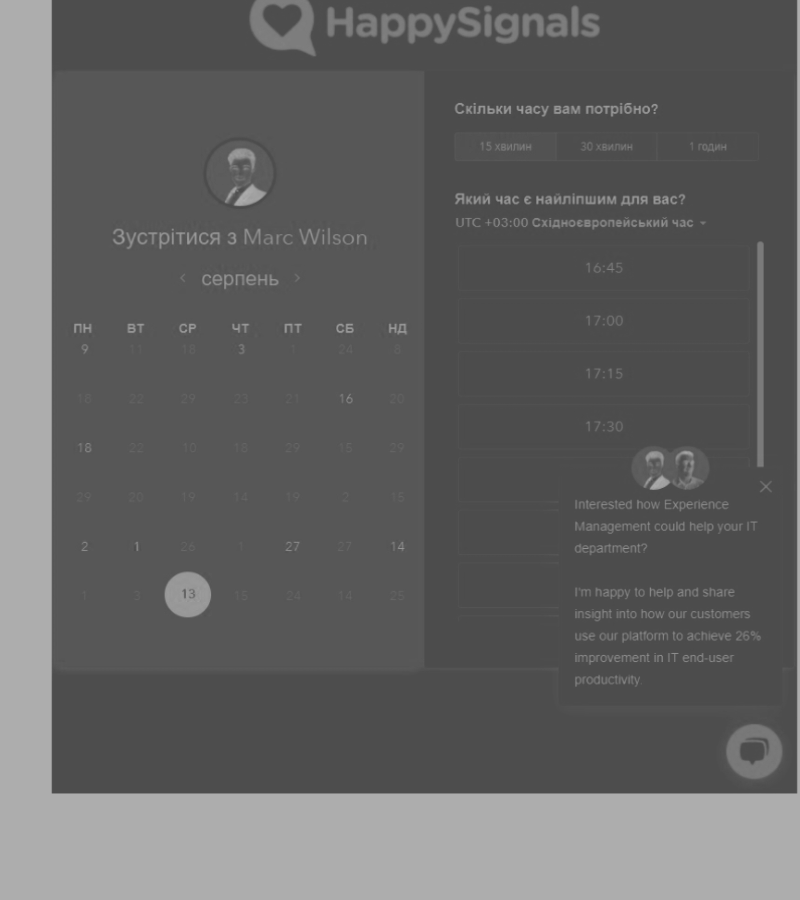 HappySignals
Зустрітися з Marc Wilson
серпень
ПН ВТ СР ЧТ ПТ СБ НД
9 11 18 3 1 24 8
18 22 29 23 21 16 20
18 22 10 18 29 15 29
29 20 19 14 19 2 15
2 1 26 1 27 27 14
1 3 13 15 24 14 25
Скільки часу вам потрібно?
15 хвилин 30 хвилин 1 годин
Який час є найліпшим для вас?
UTC +03:00 Східноєвропейський час
16:45
17:00
17:15
17:30
Interested how Experience
Management could help your IT
department?
I'm happy to help and share
insight into how our customers
use our platform to achieve 26%
improvement in IT end-user
productivity.